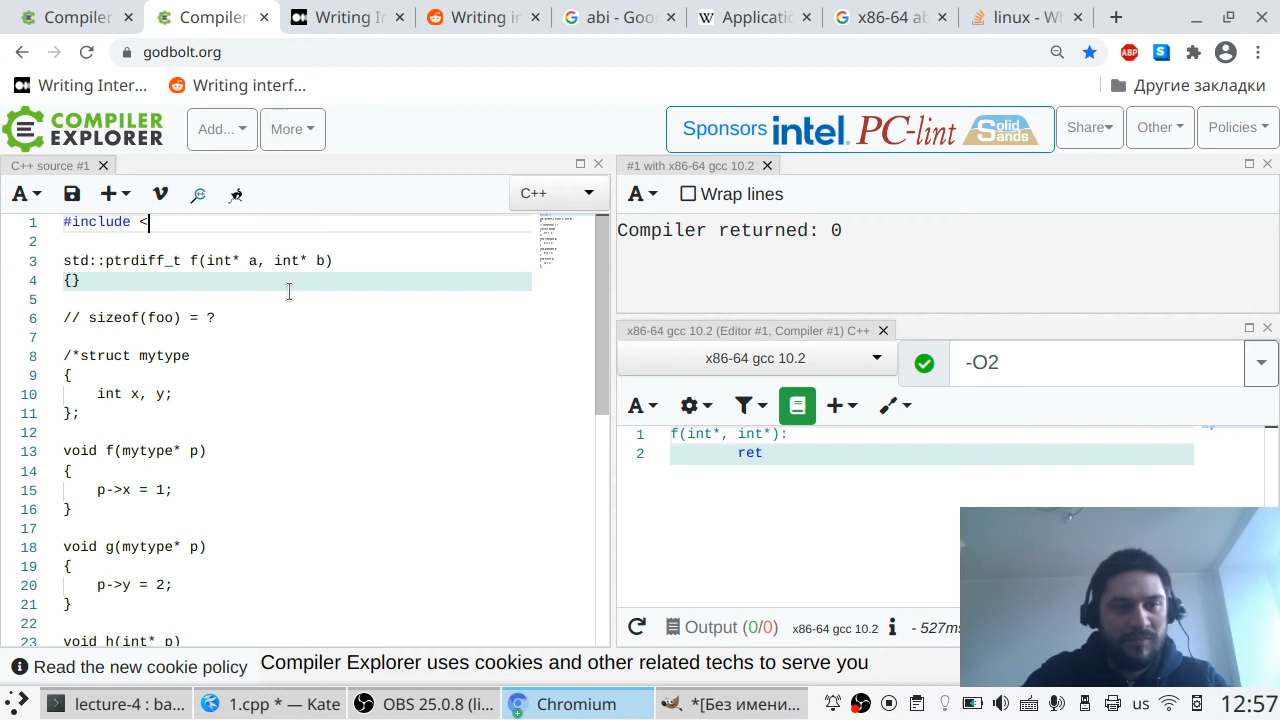 Compiler
Compiler
Writing I
Writing in
abi - Goo
Applicatio
x86-64 ab
linux - Wh
godbolt.org
ABP
S
Writing Inter...
Writing interf...
Другие закладки
COMPILER EXPLORER
Add...
More
Sponsors intel. PC-lint Solid Sands
Share
Other
Policies
C++ source #1
#1 with x86-64 gcc 10.2
A
C++
A
Wrap lines
1 #include <
2
3 std::ptrdiff_t f(int* a, int* b)
4 {}
5
6 // sizeof(foo) = ?
7
8 /*struct mytype
9 {
10 int x, y;
11 };
12
13 void f(mytype* p)
14 {
15 p->x = 1;
16 }
17
18 void g(mytype* p)
19 {
20 p->y = 2;
21 }
22
23 void h(int* p)
Compiler returned: 0
x86-64 gcc 10.2 (Editor #1, Compiler #1) C++
x86-64 gcc 10.2
-O2
A
1 f(int*, int*):
2 ret
Output (0/0) x86-64 gcc 10.2 i - 527ms
Read the new cookie policy
Compiler Explorer uses cookies and other related techs to serve you
lecture-4 : ba...
1.cpp * — Kate
OBS 25.0.8 (li...
Chromium
*[Без имени...
us
12:57